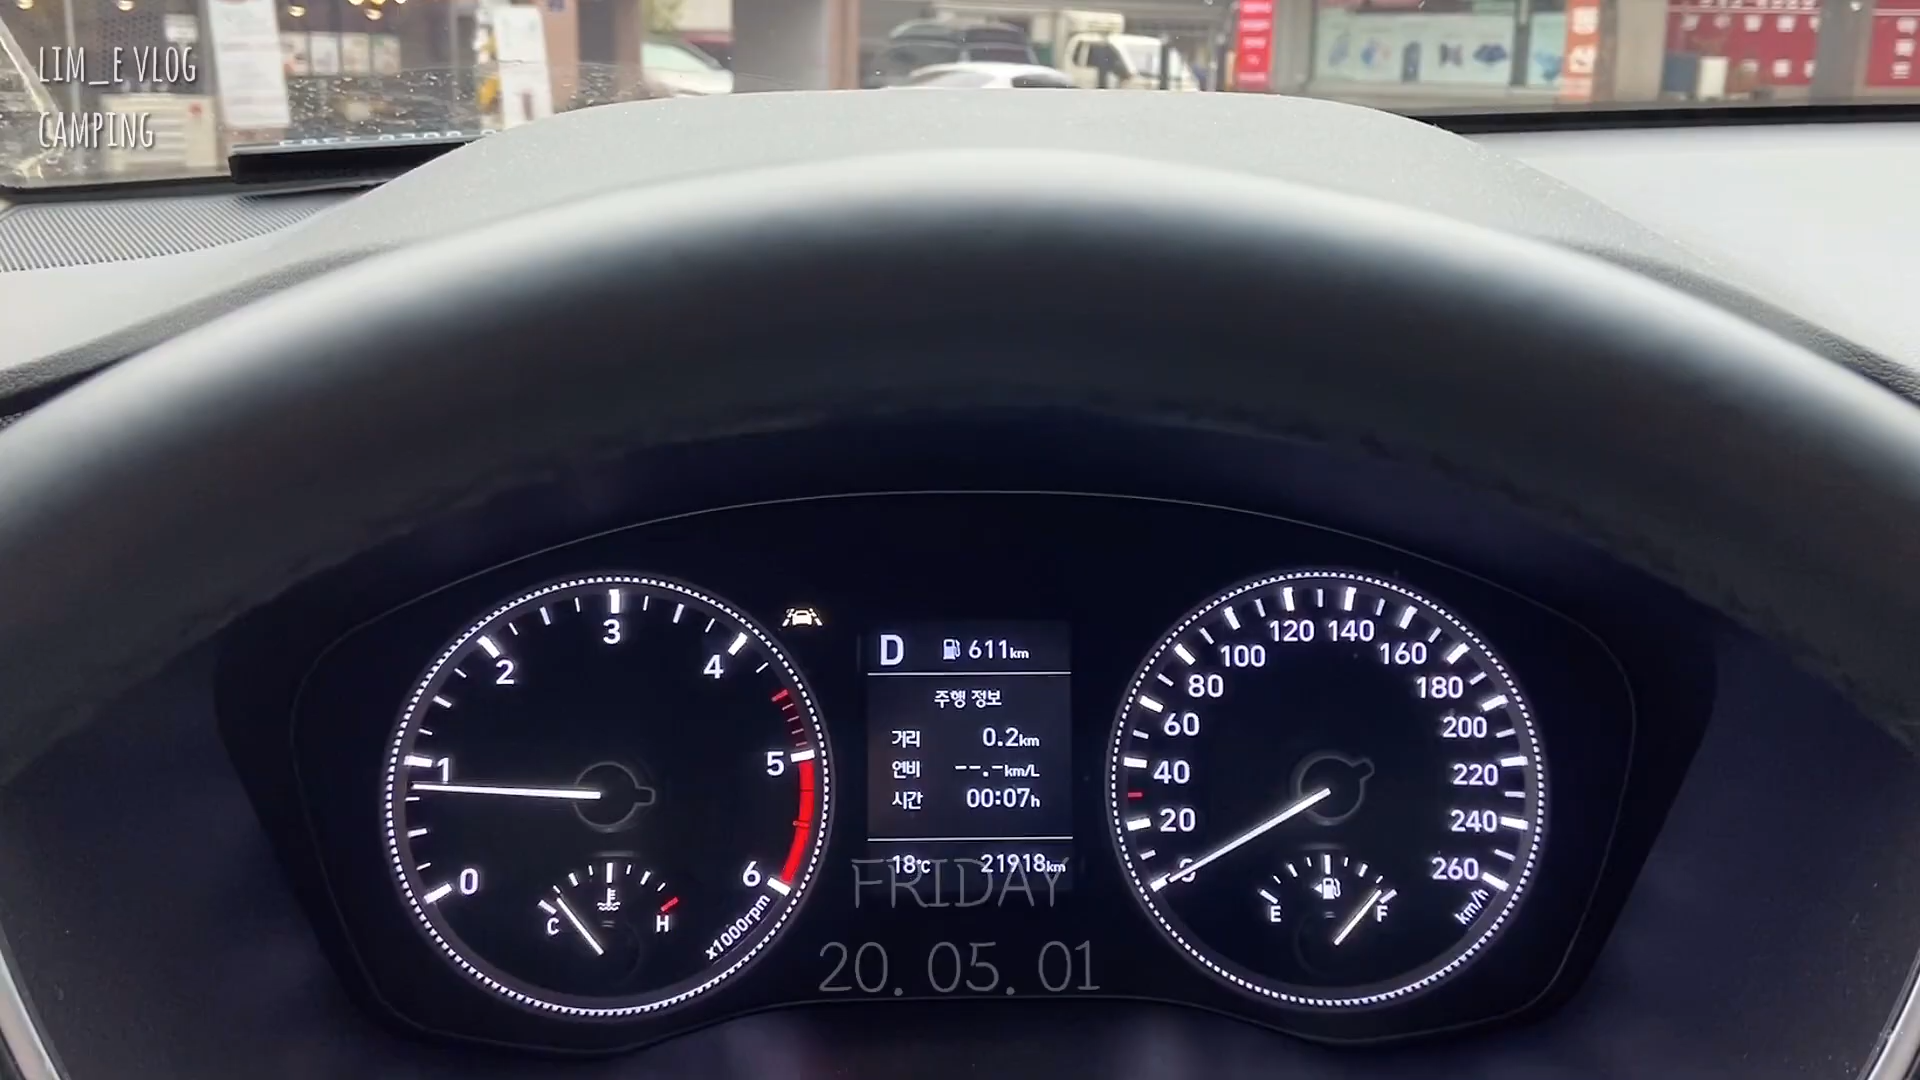 LIM_E VLOG
CAMPING
0
1
2
3
4
5
6
x1000rpm
C
H
D 611km
주행 정보
거리 0.2km
연비 --.-km/L
시간 00:07h
18°C 21918km
20
40
60
80
100
120
140
160
180
200
220
240
260
km/h
E
F
FRIDAY
20. 05. 01